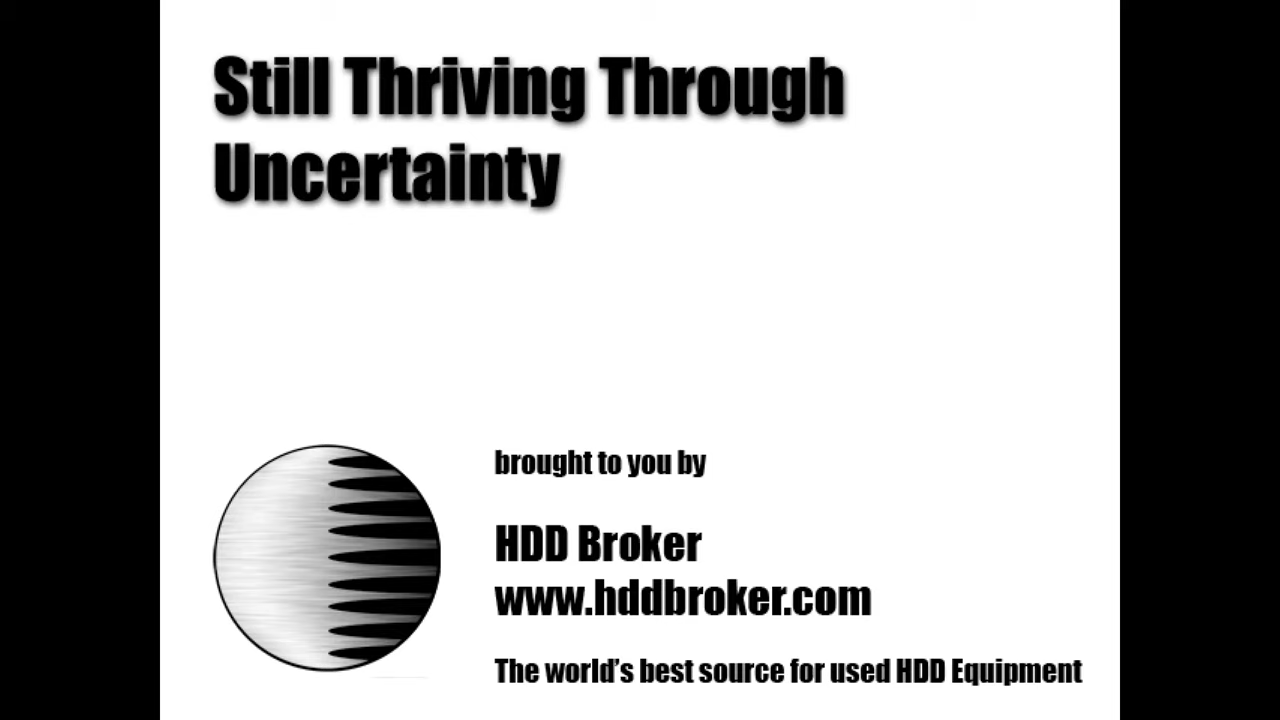 Still Thriving Through
Uncertainty
brought to you by
HDD Broker
www.hddbroker.com
The world's best source for used HDD Equipment